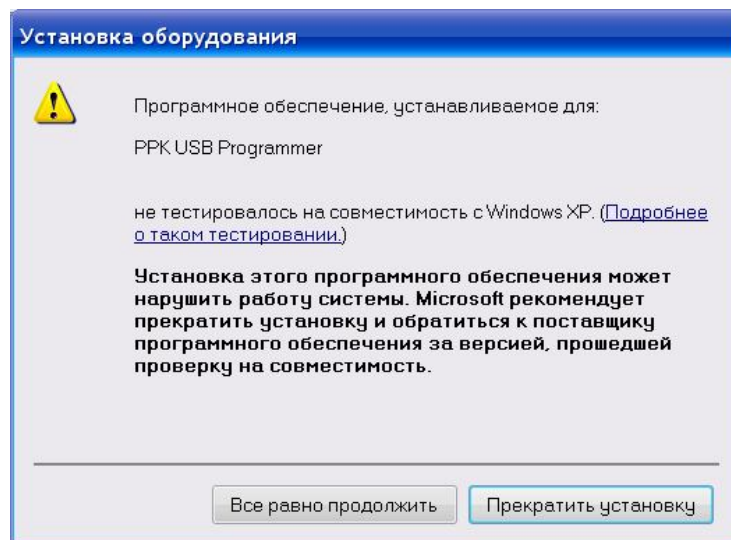 Установка оборудования
Программное обеспечение, устанавливаемое для:
PPK USB Programmer
не тестировалось на совместимость с Windows XP. (Подробнее
о таком тестировании.)
Установка этого программного обеспечения может
нарушить работу системы. Microsoft рекомендует
прекратить установку и обратиться к поставщику
программного обеспечения за версией, прошедшей
проверку на совместимость.
Все равно продолжить
Прекратить установку